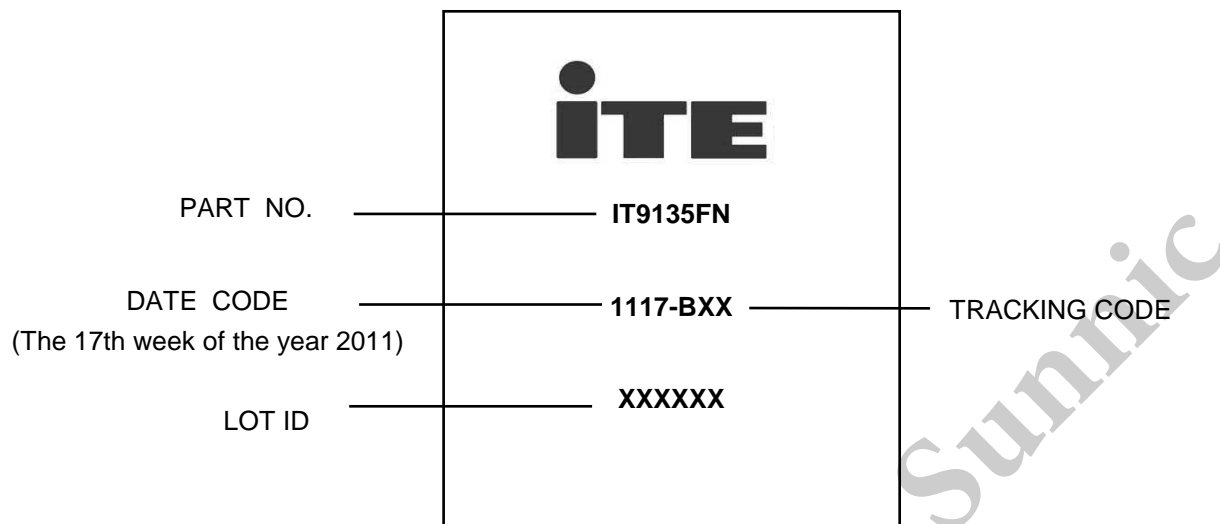 iTE
PART NO.
IT9135FN
DATE CODE
(The 17th week of the year 2011)
1117-BXX
TRACKING CODE
LOT ID
XXXXXX
Sunnic